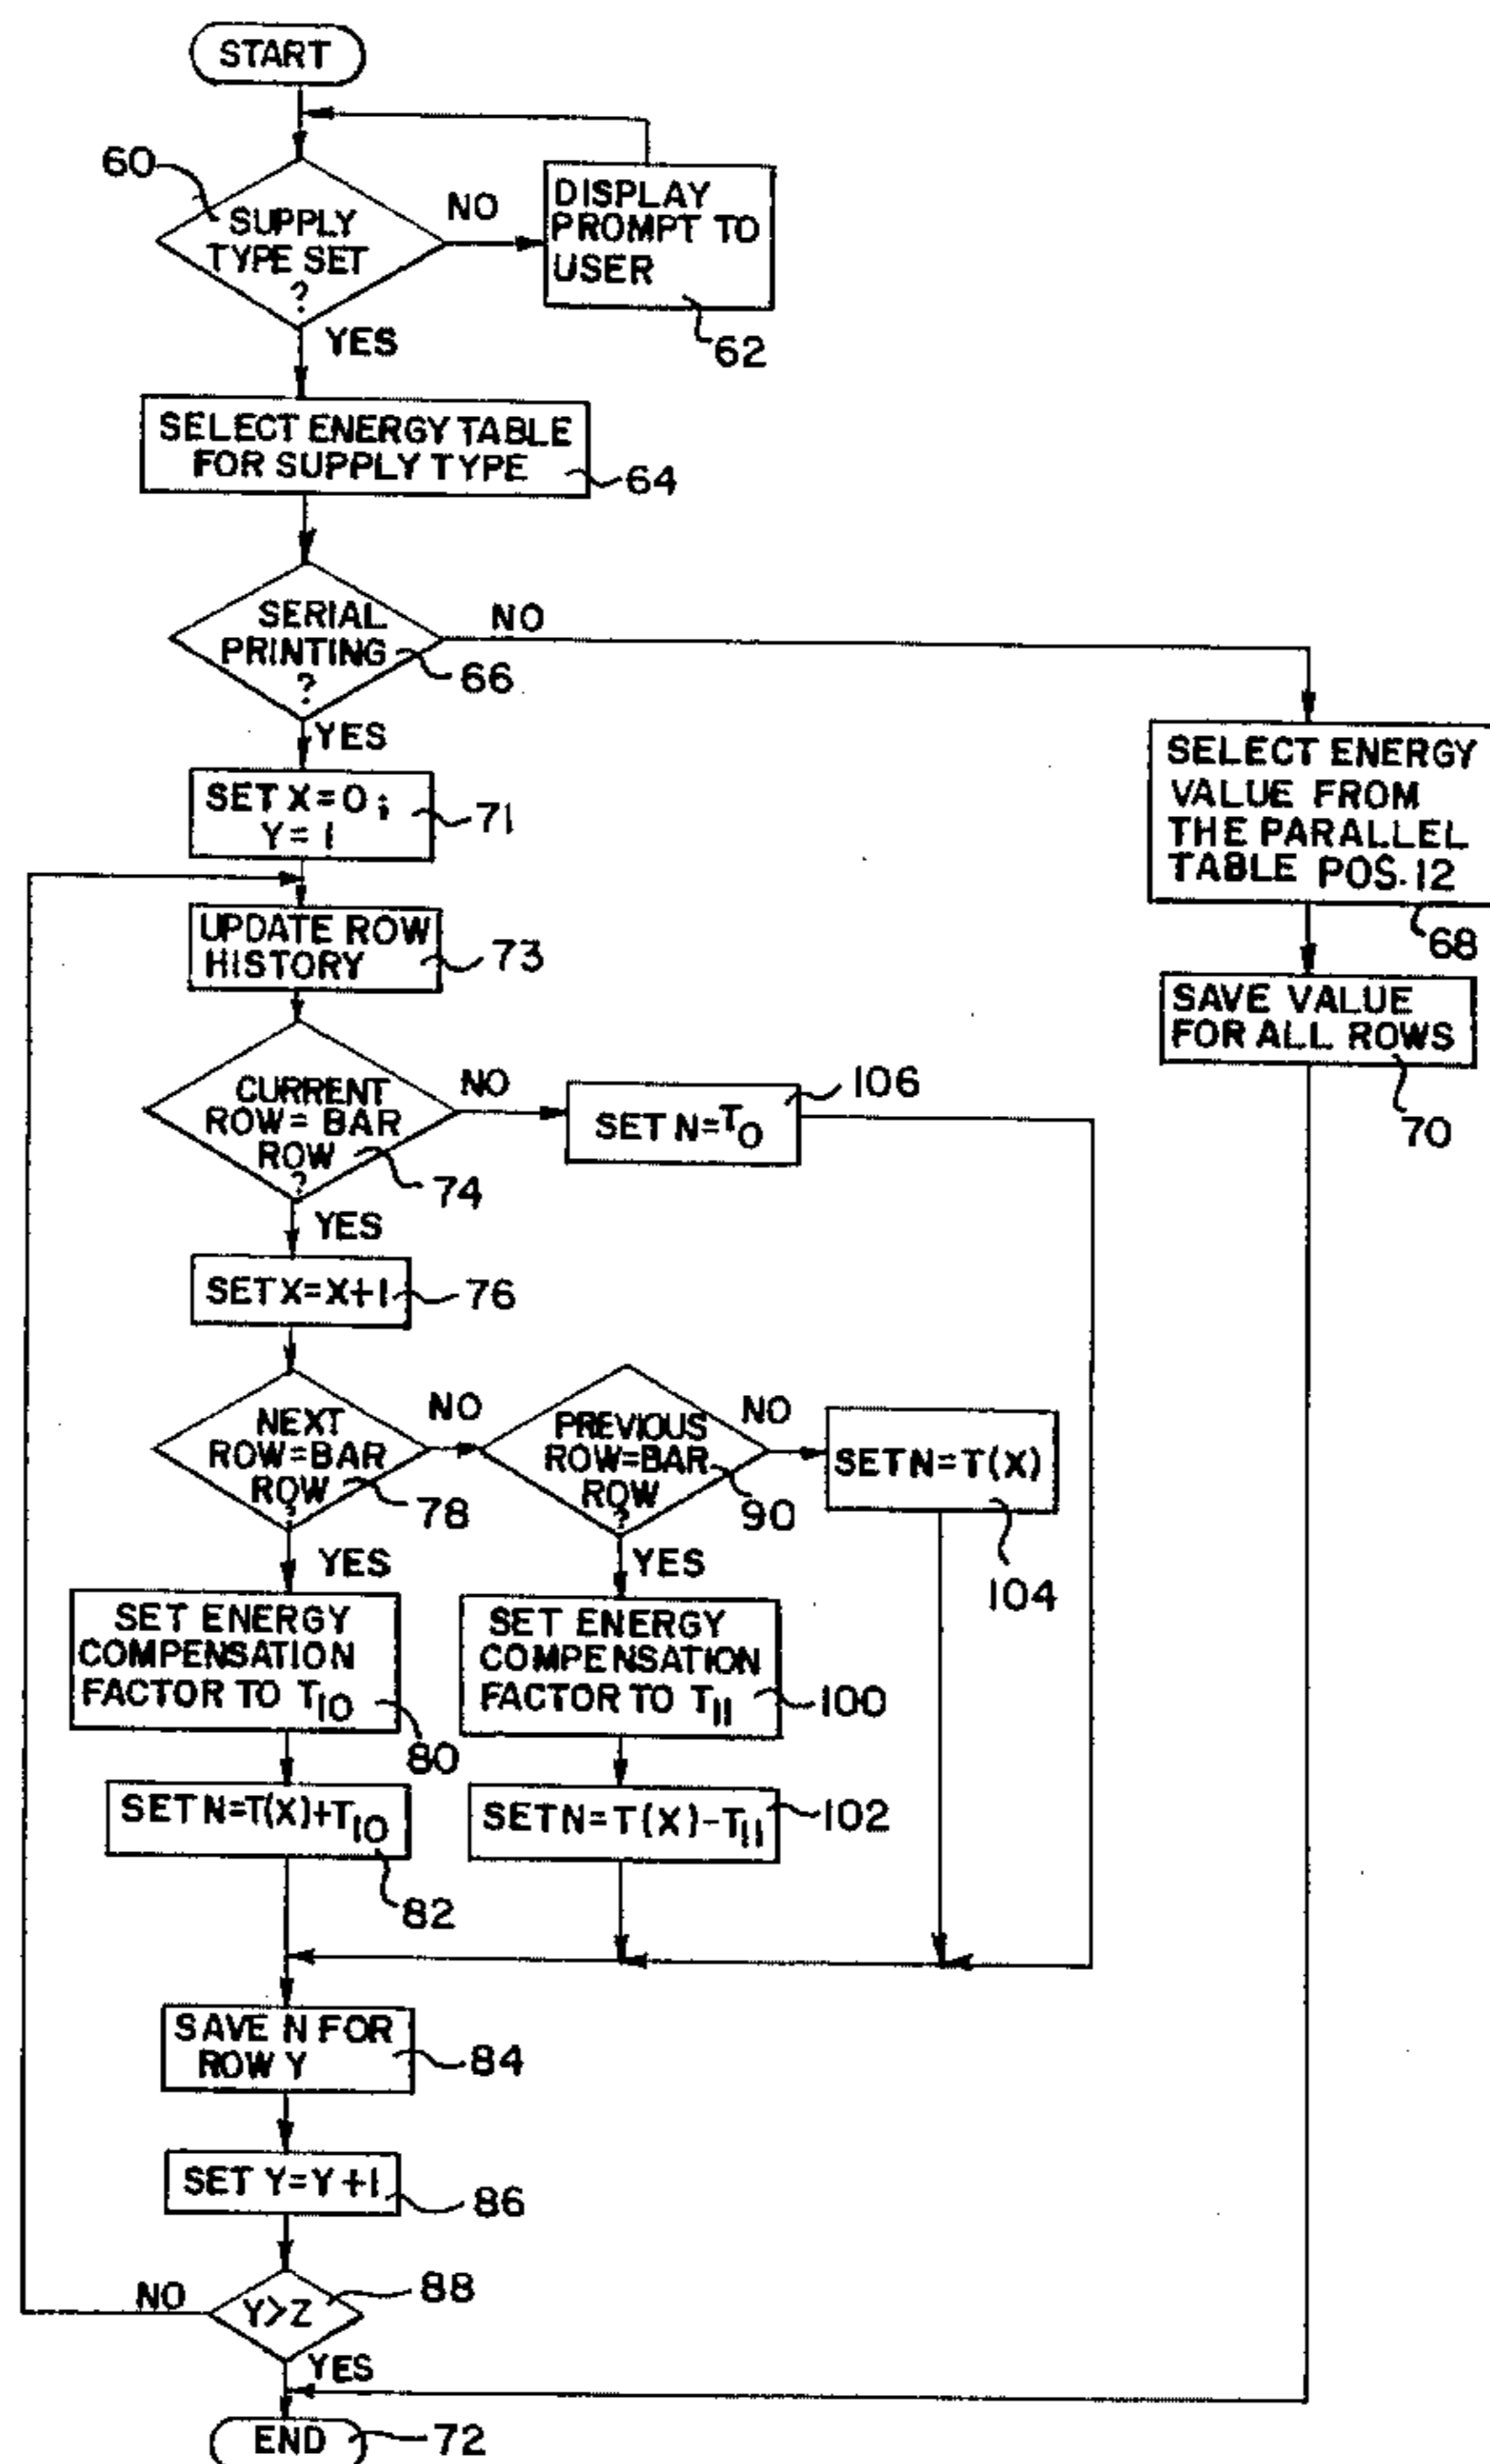 START
60
SUPPLY
TYPE SET
?
NO
DISPLAY
PROMPT TO
USER
62
YES
SELECT ENERGY TABLE
FOR SUPPLY TYPE
64
SERIAL
PRINTING
?
66
NO
YES
SELECT ENERGY
VALUE FROM
THE PARALLEL
TABLE POS. 12
68
SET X=0;
Y=1
71
UPDATE ROW
HISTORY
73
SAVE VALUE
FOR ALL ROWS
70
CURRENT
ROW=BAR
ROW
?
74
NO
SET N=T0
106
YES
SET X=X+1
76
NEXT
ROW=BAR
ROW
?
78
NO
PREVIOUS
ROW=BAR
ROW
?
90
NO
SET N=T(X)
104
YES
YES
SET ENERGY
COMPENSATION
FACTOR TO T10
80
SET ENERGY
COMPENSATION
FACTOR TO T11
100
SET N=T(X)+T10
82
SET N=T(X)-T11
102
SAVE N FOR
ROW Y
84
SET Y=Y+1
86
Y>Z
88
NO
YES
END
72